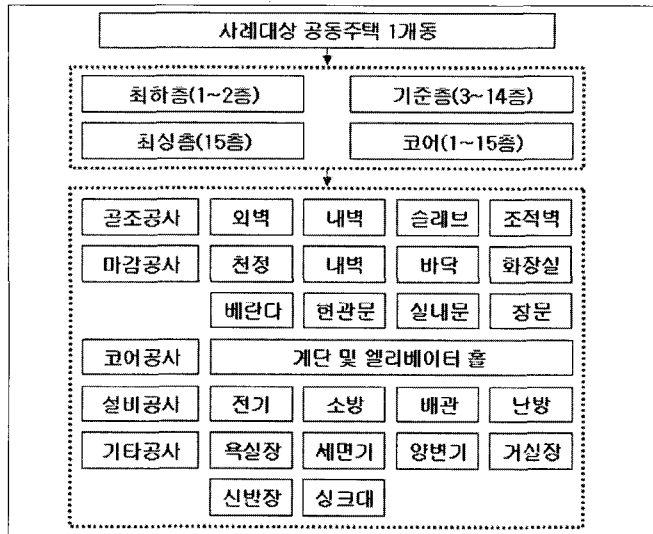 사례대상 공동주택 1개동
최하층(1~2층) 기준층(3~14층)
최상층(15층) 코어(1~15층)
골조공사 외벽 내벽 슬래브 조적벽
마감공사 천정 내벽 바닥 화장실
베란다 현관문 실내문 창문
코어공사 계단 및 엘리베이터 홀
설비공사 전기 소방 배관 난방
기타공사 욕실장 세면기 양변기 거실장
신반장 싱크대